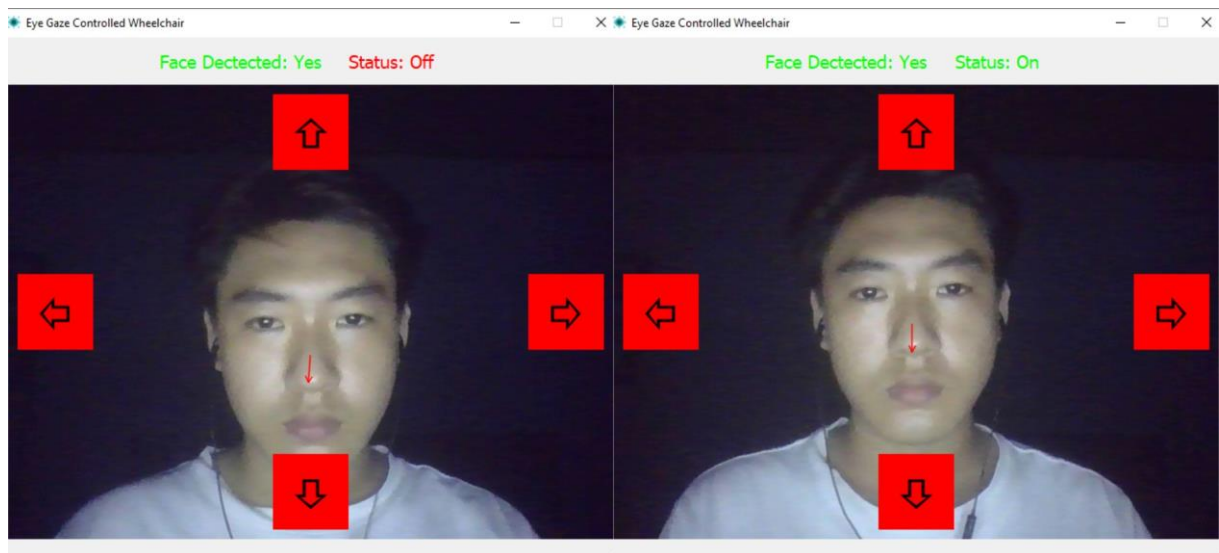 Eye Gaze Controlled Wheelchair
Face Dectected: Yes Status: Off
Eye Gaze Controlled Wheelchair
Face Dectected: Yes Status: On